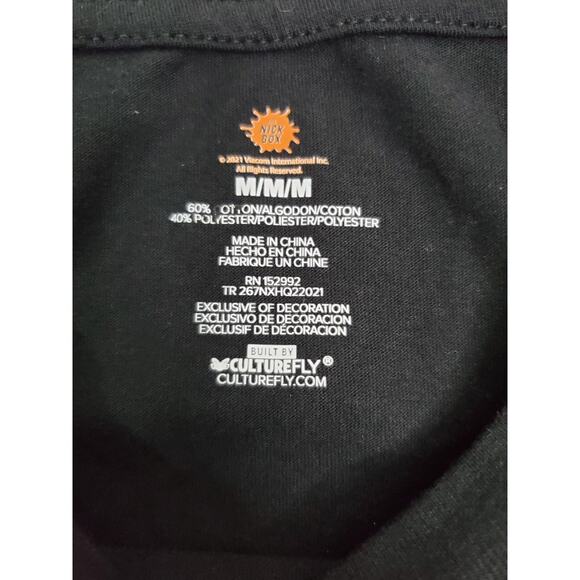 THE
NICK
BOX
© 2021 Viacom International Inc.
All Rights Reserved.
M/M/M
60% COTTON/ALGODON/COTON
40% POLYESTER/POLIESTER/POLYESTER
MADE IN CHINA
HECHO EN CHINA
FABRIQUE UN CHINE
RN 152992
TR 267NXHQ22021
EXCLUSIVE OF DECORATION
EXCLUSIVO DE DECORACION
EXCLUSIF DE DÉCORACION
BUILT BY
CULTUREFLY®
CULTUREFLY.COM